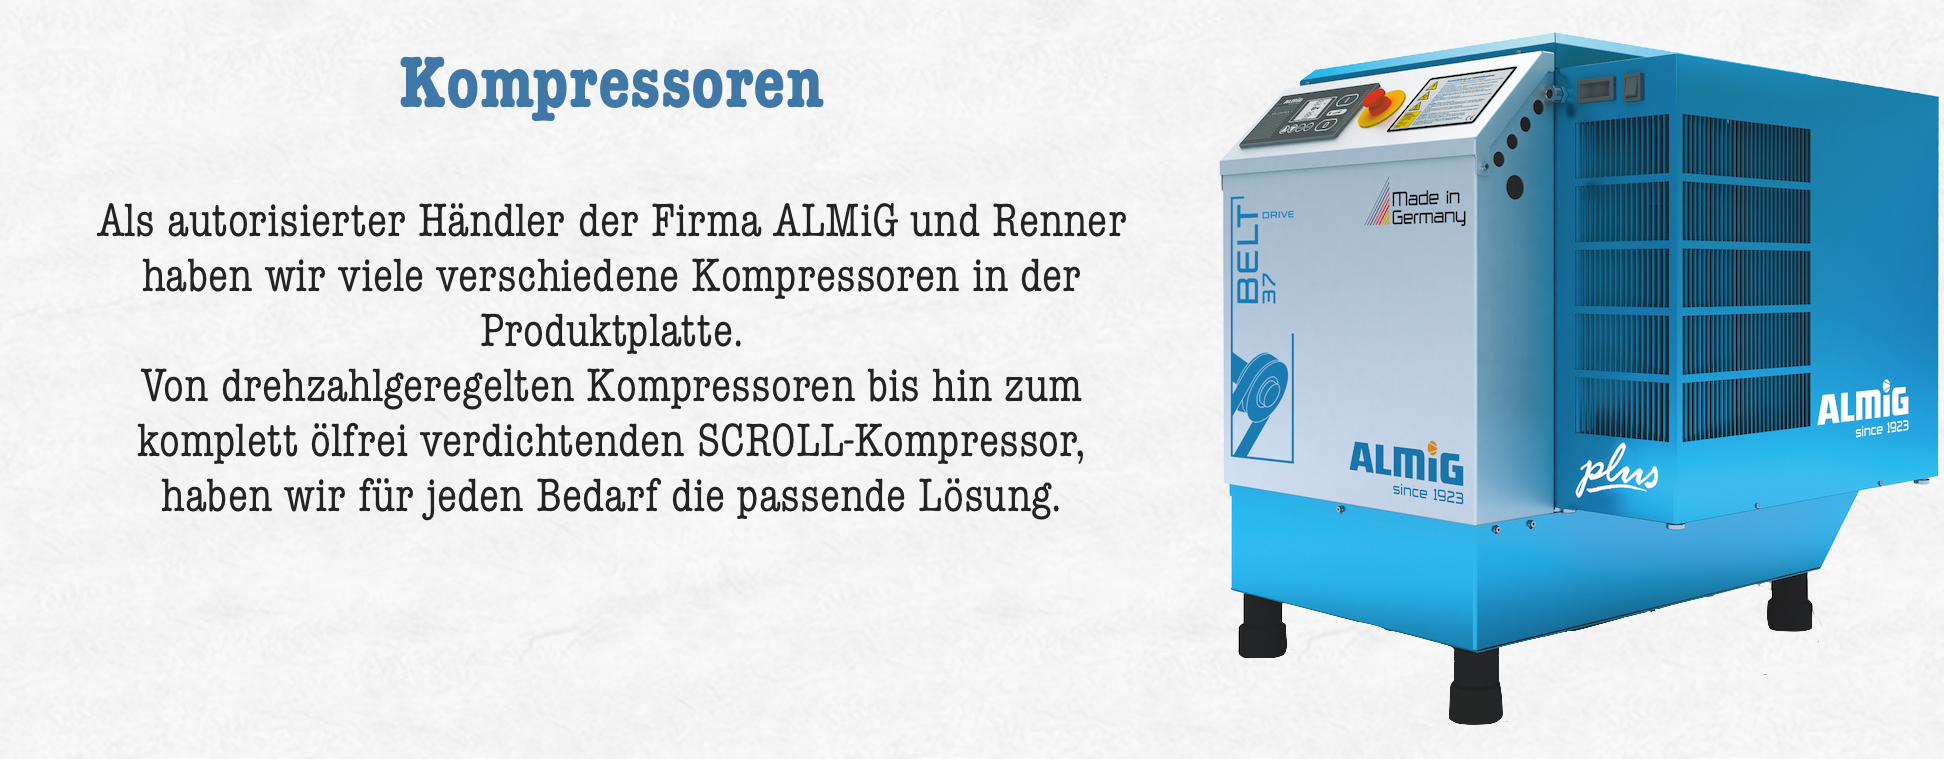 Kompressoren
Als autorisierter Händler der Firma ALMiG und Renner
haben wir viele verschiedene Kompressoren in der
Produktplatte.
Von drehzahlgeregelten Kompressoren bis hin zum
komplett ölfrei verdichtenden SCROLL-Kompressor,
haben wir für jeden Bedarf die passende Lösung.
Made in
Germany
BELT
DRIVE
37
ALMiG
since 1923
plus
ALMiG
since 1923